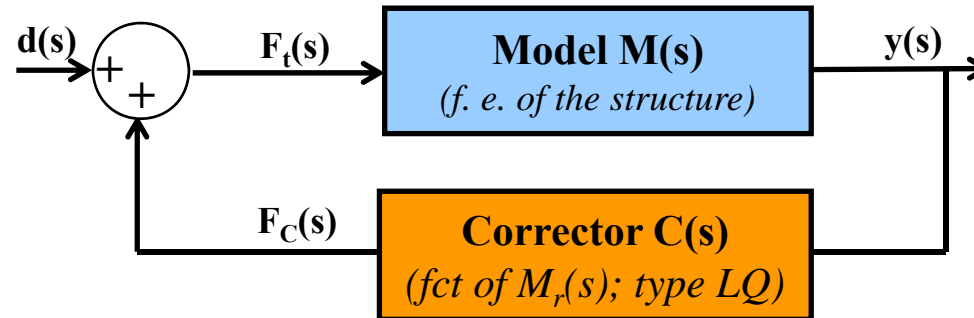 d(s)
F_t(s)
Model M(s)
(f. e. of the structure)
y(s)
+
+
F_C(s)
Corrector C(s)
(fct of M_r(s); type LQ)